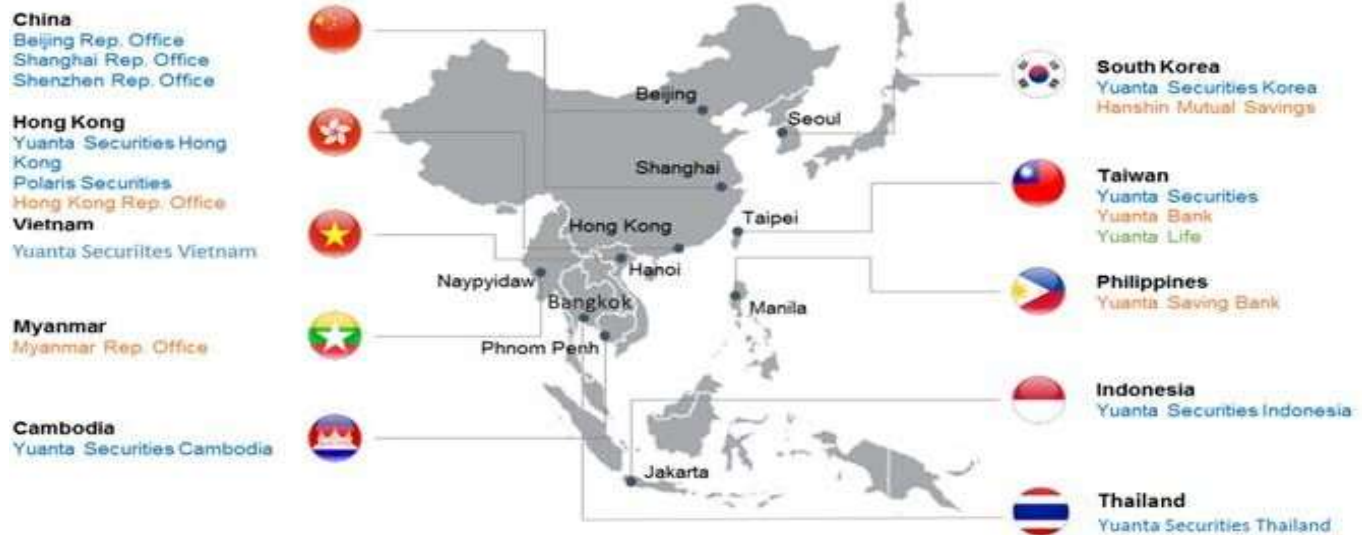 China
Beijing Rep. Office
Shanghai Rep. Office
Shenzhen Rep. Office
Hong Kong
Yuanta Securities Hong
Kong
Polaris Securities
Hong Kong Rep. Office
Vietnam
Yuanta Securiltes Vietnam
Myanmar
Myanmar Rep. Office
Cambodia
Yuanta Securities Cambodia
Beijing
Seoul
Shanghai
Taipei
Hong Kong
Hanoi
Naypyidaw
Bangkok
Manila
Phnom Penh
Jakarta
South Korea
Yuanta Securities Korea
Hanshin Mutual Savings
Taiwan
Yuanta Securities
Yuanta Bank
Yuanta Life
Philippines
Yuanta Saving Bank
Indonesia
Yuanta Securities Indonesia
Thailand
Yuanta Securities Thailand